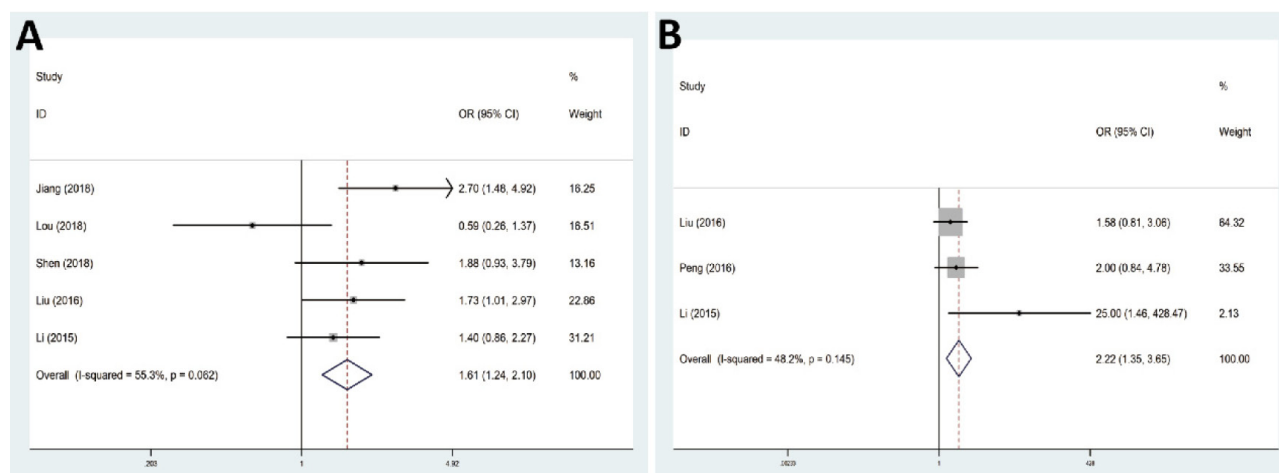 A
Study %
ID OR (95% CI) Weight
Jiang (2018) 2.70 (1.48, 4.92) 16.25
Lou (2018) 0.59 (0.26, 1.37) 16.51
Shen (2018) 1.88 (0.93, 3.79) 13.16
Liu (2016) 1.73 (1.01, 2.97) 22.86
Li (2015) 1.40 (0.86, 2.27) 31.21
Overall (I-squared = 55.3%, p = 0.062) 1.61 (1.24, 2.10) 100.00
.203 1 4.92
B
Study %
ID OR (95% CI) Weight
Liu (2016) 1.58 (0.81, 3.06) 64.32
Peng (2016) 2.00 (0.84, 4.78) 33.55
Li (2015) 25.00 (1.46, 428.47) 2.13
Overall (I-squared = 48.2%, p = 0.145) 2.22 (1.35, 3.65) 100.00
1 428